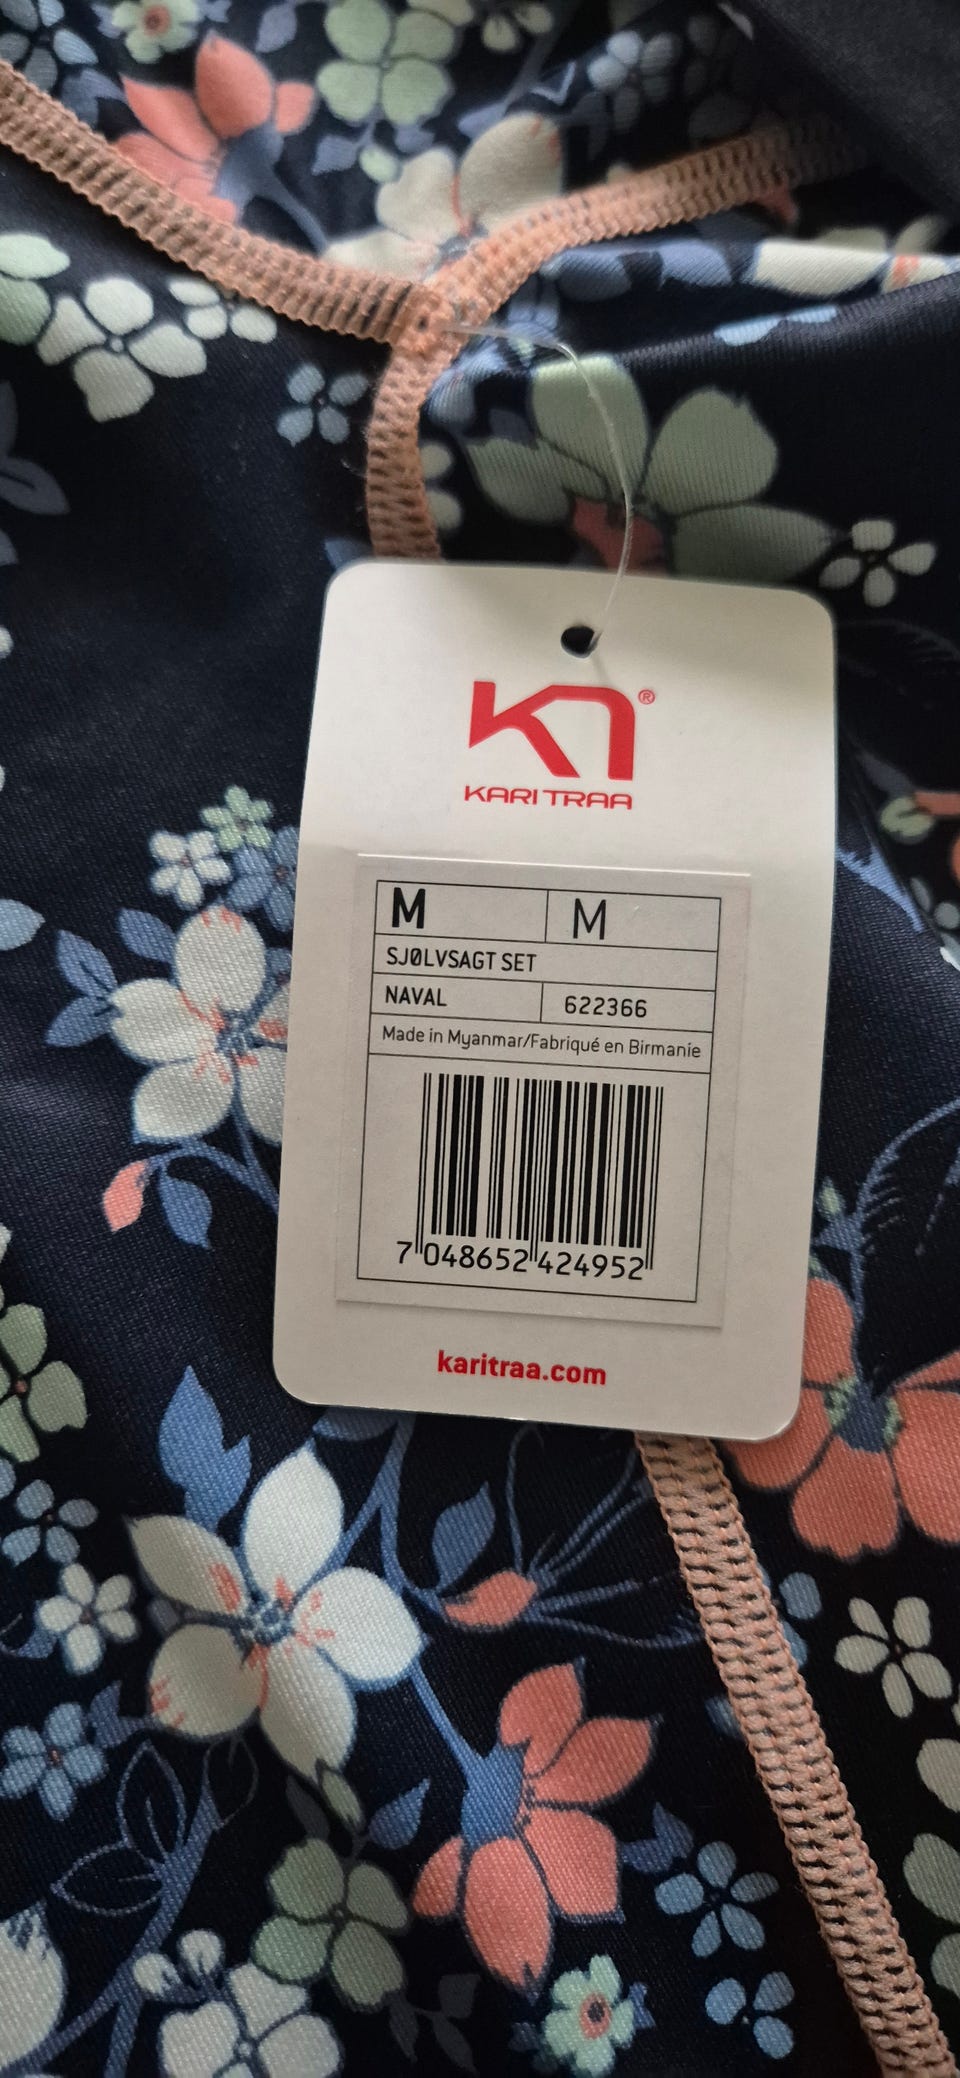 KARI TRAA
M M
SJØLVSAGT SET
NAVAL 622366
Made in Myanmar/Fabriqué en Birmanie
7 048652 424952
karitraa.com